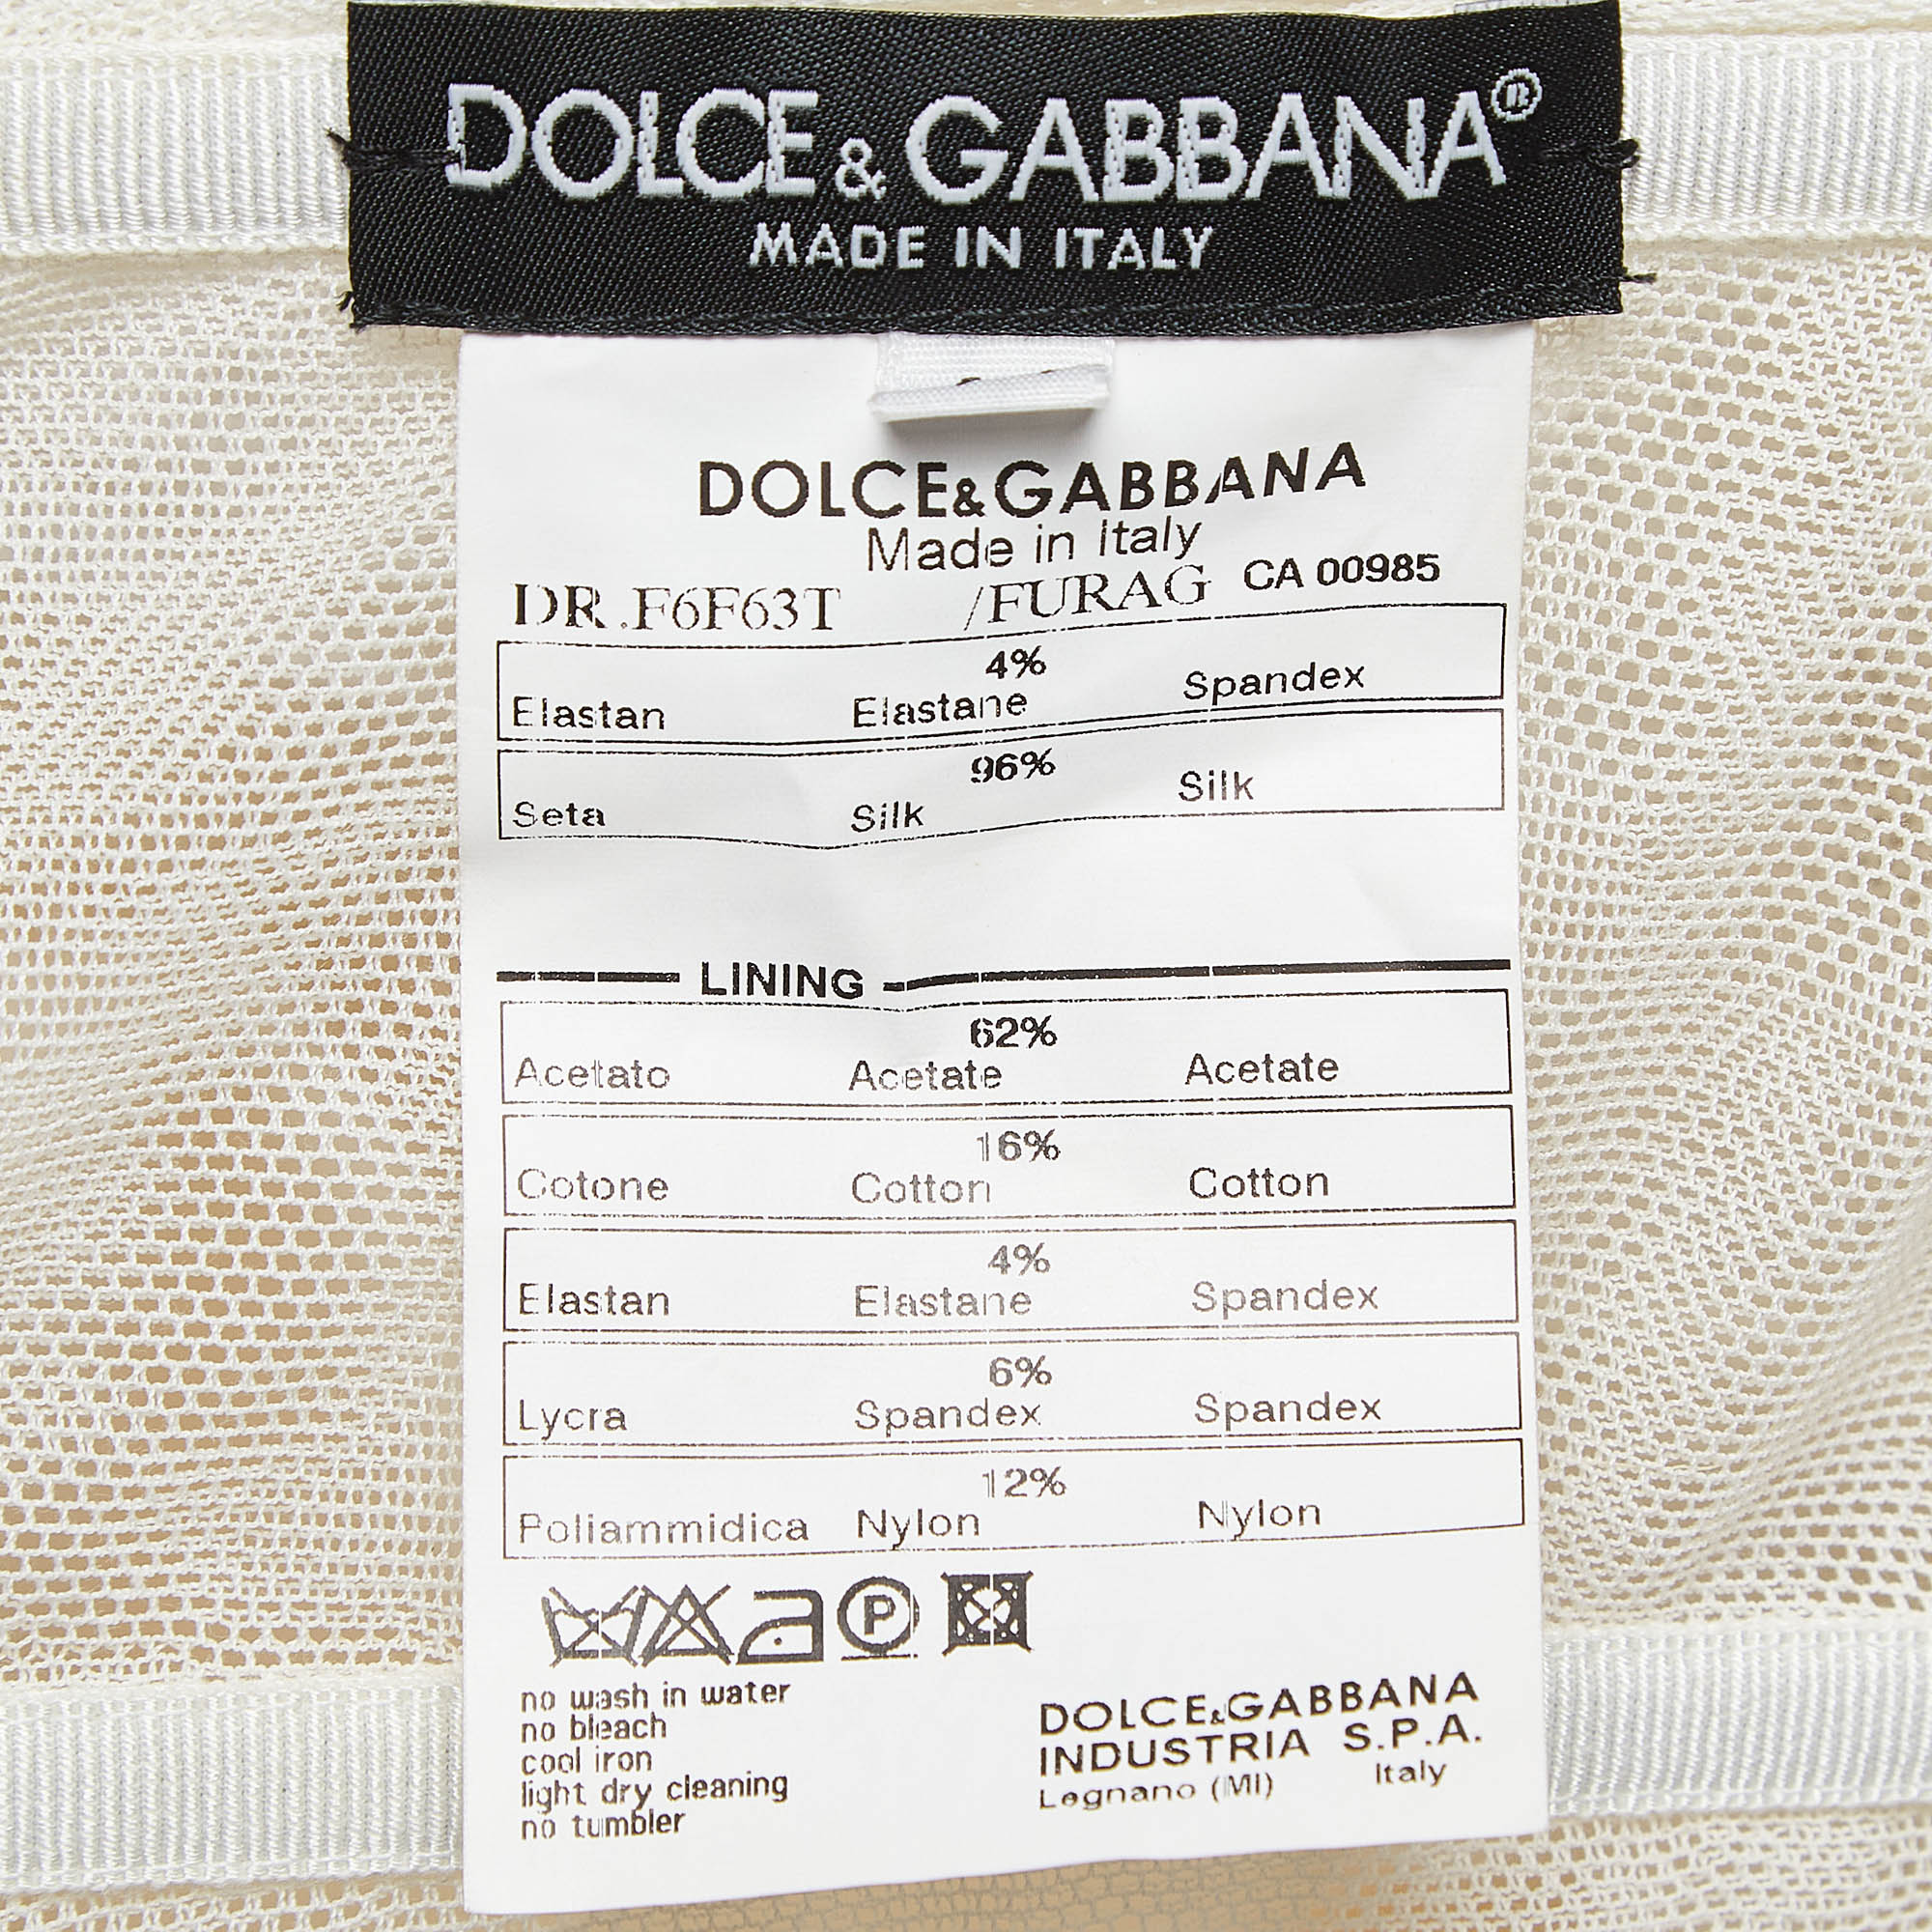 DOLCE & GABBANA®
MADE IN ITALY
DOLCE&GABBANA
Made in Italy
DR.F6F63T /FURAG CA 00985
4%
Elastan Elastane Spandex
96%
Seta Silk Silk
LINING
62%
Acetato Acetate Acetate
16%
Cotone Cotton Cotton
4%
Elastan Elastane Spandex
6%
Lycra Spandex Spandex
12%
Poliammidica Nylon Nylon
P
no wash in water
no bleach
cool iron
light dry cleaning
no tumbler
DOLCE&GABBANA
INDUSTRIA S.P.A.
Legnano (MI) Italy